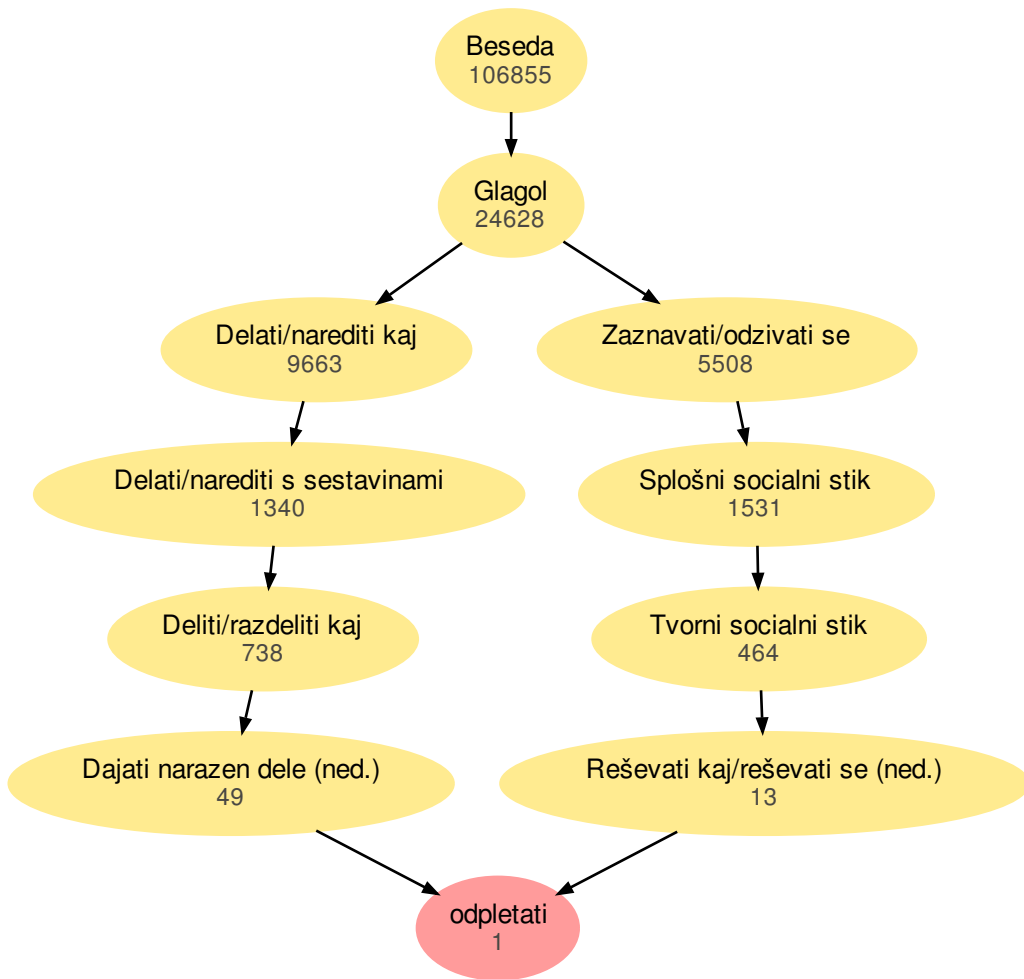 Beseda
106855
Glagol
24628
Delati/narediti kaj
9663
Zaznavati/odzivati se
5508
Delati/narediti s sestavinami
1340
Splošni socialni stik
1531
Deliti/razdeliti kaj
738
Tvorni socialni stik
464
Dajati narazen dele (ned.)
49
Reševati kaj/reševati se (ned.)
13
odpletati
1